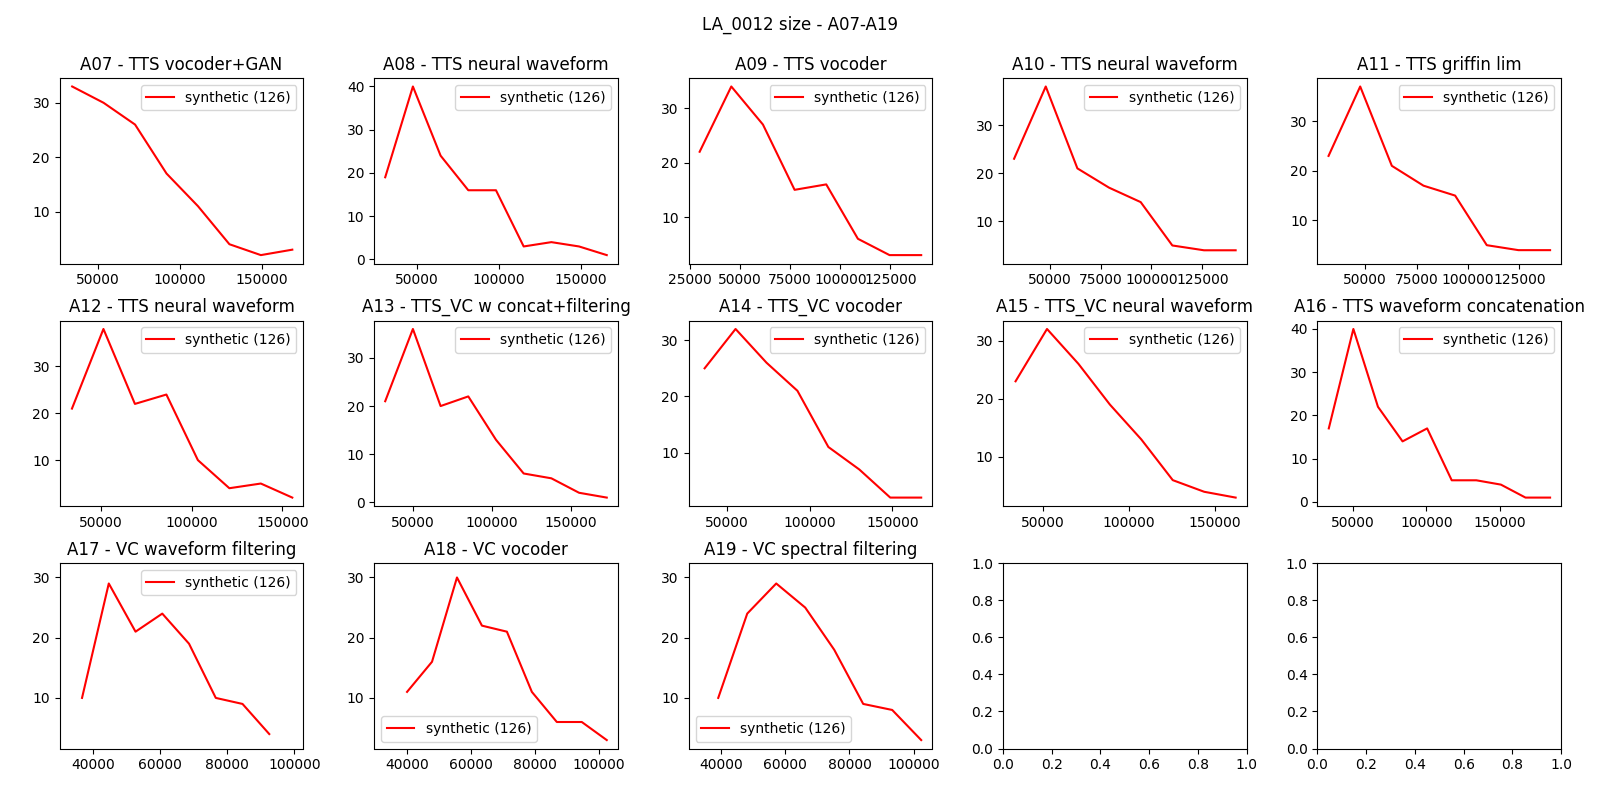 LA_0012 size - A07-A19
A07 - TTS vocoder+GAN
A08 - TTS neural waveform
A09 - TTS vocoder
A10 - TTS neural waveform
A11 - TTS griffin lim
synthetic (126)
synthetic (126)
synthetic (126)
synthetic (126)
synthetic (126)
30
20
10
40
30
20
10
0
30
20
10
30
20
10
30
20
10
50000 100000 150000
50000 100000 150000
25000 50000 75000 100000 125000
50000 75000 100000 125000
50000 75000 100000 125000
A12 - TTS neural waveform
A13 - TTS_VC w concat+filtering
A14 - TTS_VC vocoder
A15 - TTS_VC neural waveform
A16 - TTS waveform concatenation
synthetic (126)
synthetic (126)
synthetic (126)
synthetic (126)
synthetic (126)
30
20
10
30
20
10
0
30
20
10
30
20
10
40
30
20
10
0
50000 100000 150000
50000 100000 150000
50000 100000 150000
50000 100000 150000
50000 100000 150000
A17 - VC waveform filtering
A18 - VC vocoder
A19 - VC spectral filtering
synthetic (126)
synthetic (126)
synthetic (126)
30
20
10
30
20
10
30
20
10
1.0
0.8
0.6
0.4
0.2
0.0
1.0
0.8
0.6
0.4
0.2
0.0
40000 60000 80000 100000
40000 60000 80000 100000
40000 60000 80000 100000
0.0 0.2 0.4 0.6 0.8 1.0
0.0 0.2 0.4 0.6 0.8 1.0